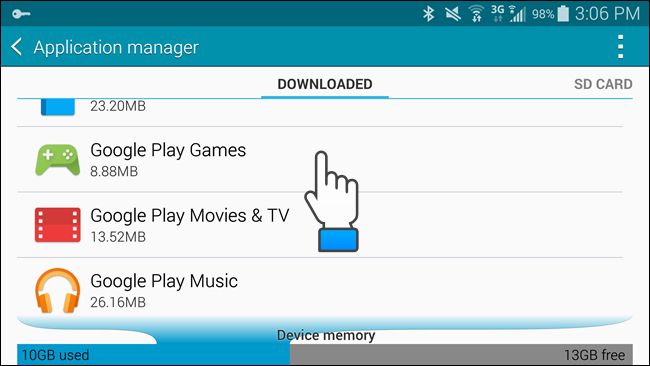 3G 98% 3:06 PM
Application manager
DOWNLOADED SD CARD
23.20MB
Google Play Games
8.88MB
Google Play Movies & TV
13.52MB
Google Play Music
26.16MB
Device memory
10GB used 13GB free